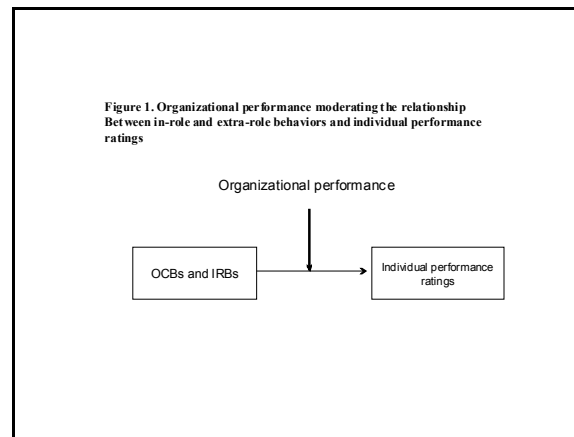 Figure 1. Organizational performance moderating the relationship
Between in-role and extra-role behaviors and individual performance
ratings
Organizational performance
OCBs and IRBs
Individual performance
ratings